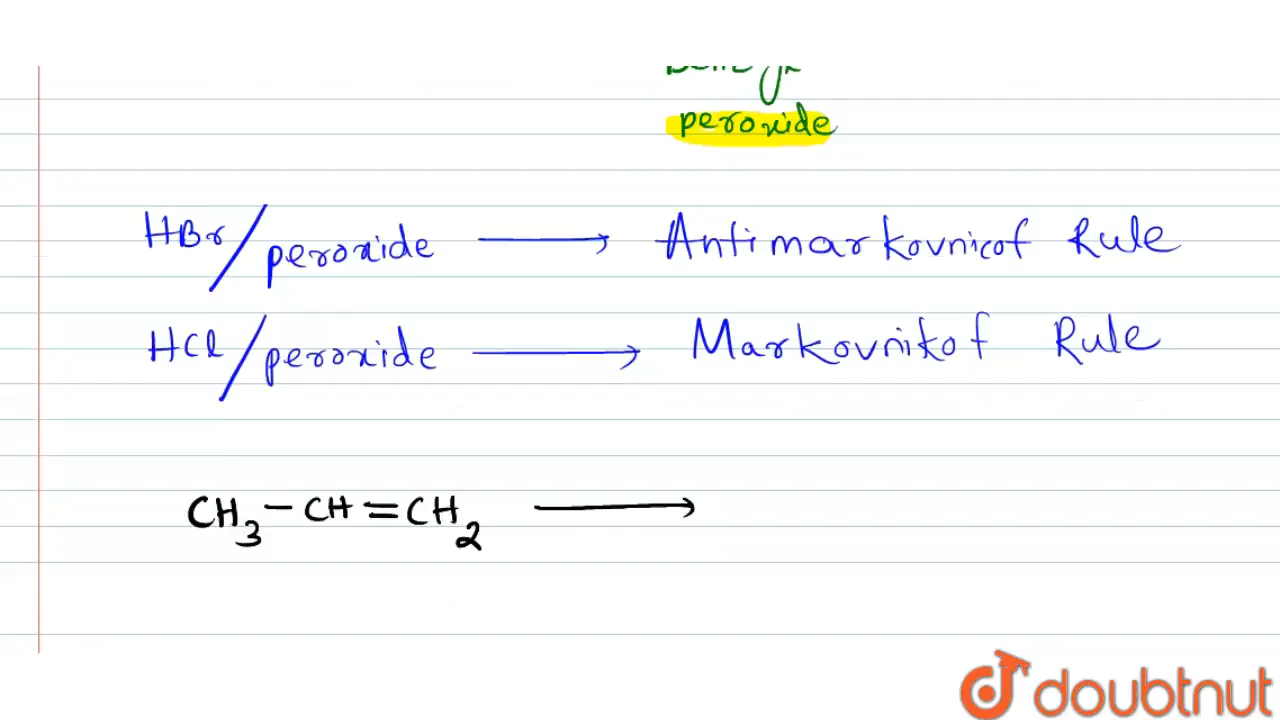 peroxide
HBr/peroxide ⟶ Antimarkovnicof Rule
HCl/peroxide ⟶ Markovnikof Rule
CH₃－CH＝CH₂ ⟶
doubtnut